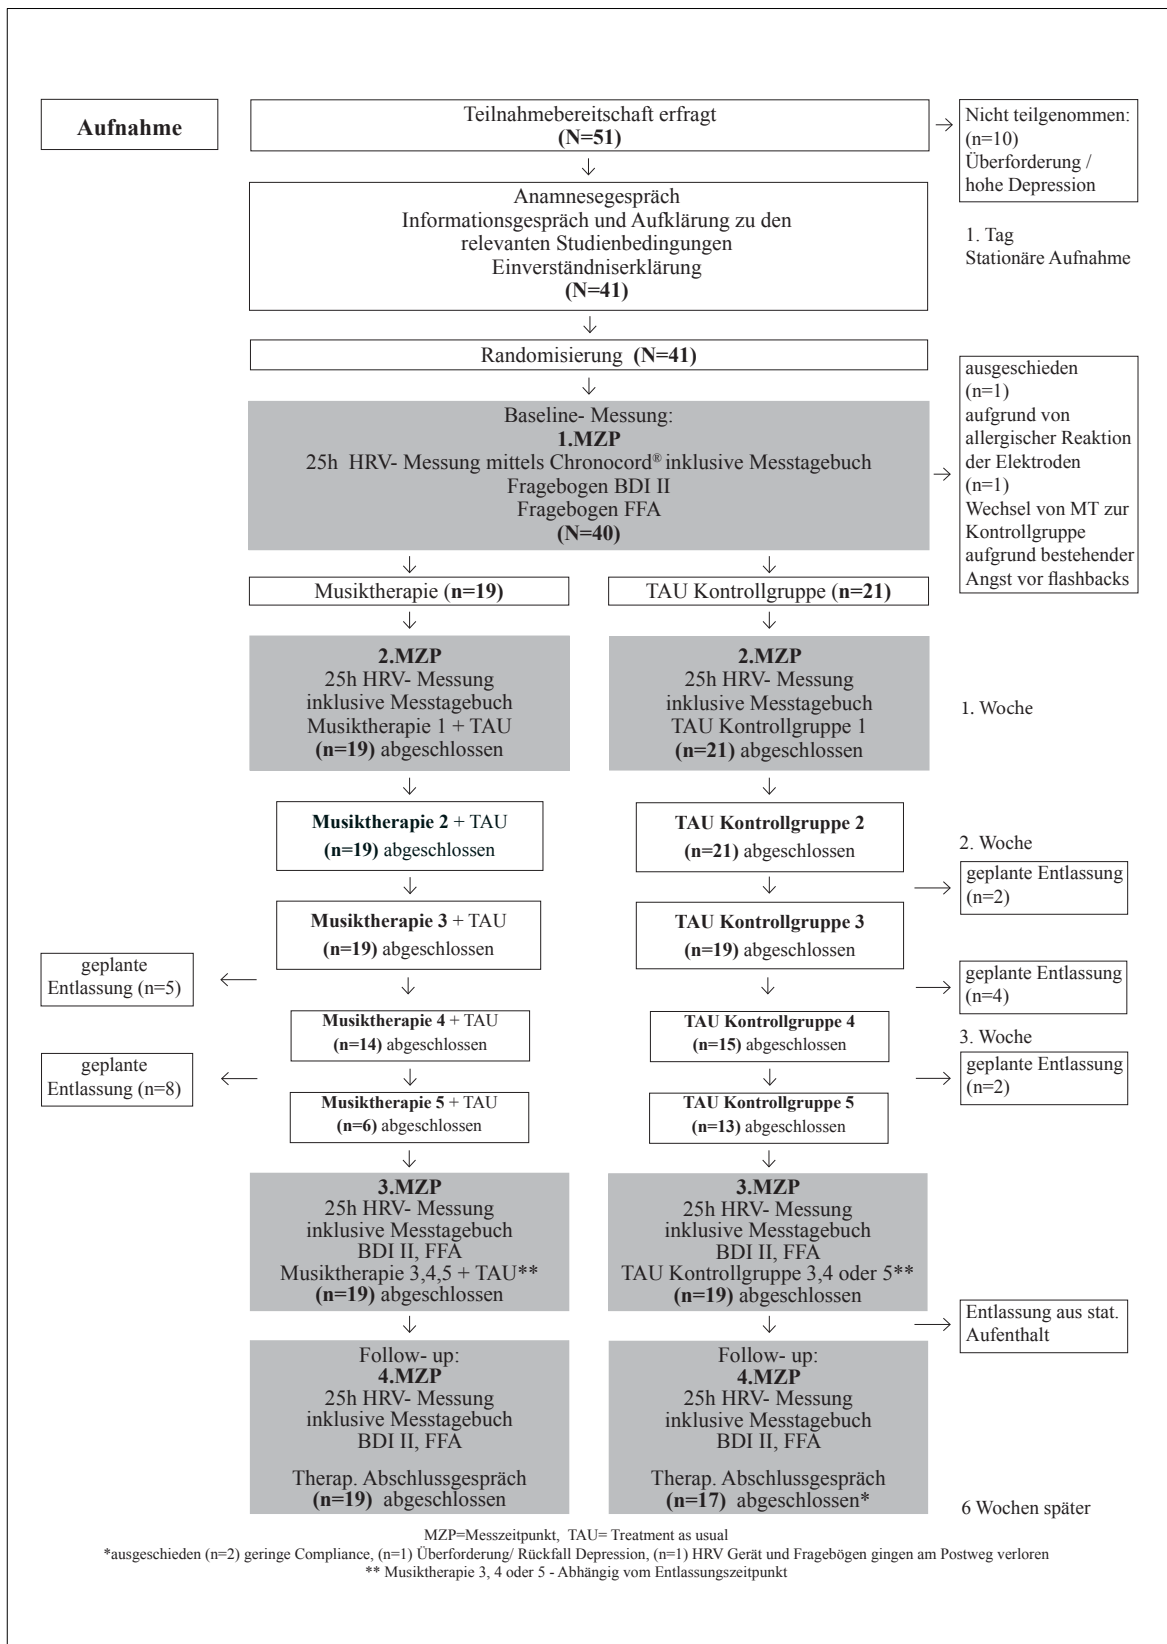 Aufnahme
Teilnahmebereitschaft erfragt
(N=51)
Nicht teilgenommen:
(n=10)
Überforderung /
hohe Depression
Anamnesegespräch
Informationsgespräch und Aufklärung zu den
relevanten Studienbedingungen
Einverständniserklärung
(N=41)
1. Tag
Stationäre Aufnahme
Randomisierung (N=41)
Baseline- Messung:
1.MZP
25h HRV- Messung mittels Chronocord® inklusive Messtagebuch
Fragebogen BDI II
Fragebogen FFA
(N=40)
ausgeschieden
(n=1)
aufgrund von
allergischer Reaktion
der Elektroden
(n=1)
Wechsel von MT zur
Kontrollgruppe
aufgrund bestehender
Angst vor flashbacks
Musiktherapie (n=19)
TAU Kontrollgruppe (n=21)
2.MZP
25h HRV- Messung
inklusive Messtagebuch
Musiktherapie 1 + TAU
(n=19) abgeschlossen
2.MZP
25h HRV- Messung
inklusive Messtagebuch
TAU Kontrollgruppe 1
(n=21) abgeschlossen
1. Woche
Musiktherapie 2 + TAU
(n=19) abgeschlossen
TAU Kontrollgruppe 2
(n=21) abgeschlossen
2. Woche
geplante Entlassung
(n=2)
Musiktherapie 3 + TAU
(n=19) abgeschlossen
TAU Kontrollgruppe 3
(n=19) abgeschlossen
geplante
Entlassung (n=5)
geplante Entlassung
(n=4)
Musiktherapie 4 + TAU
(n=14) abgeschlossen
TAU Kontrollgruppe 4
(n=15) abgeschlossen
3. Woche
geplante
Entlassung (n=8)
geplante Entlassung
(n=2)
Musiktherapie 5 + TAU
(n=6) abgeschlossen
TAU Kontrollgruppe 5
(n=13) abgeschlossen
3.MZP
25h HRV- Messung
inklusive Messtagebuch
BDI II, FFA
Musiktherapie 3,4,5 + TAU**
(n=19) abgeschlossen
3.MZP
25h HRV- Messung
inklusive Messtagebuch
BDI II, FFA
TAU Kontrollgruppe 3,4 oder 5**
(n=19) abgeschlossen
Entlassung aus stat.
Aufenthalt
Follow- up:
4.MZP
25h HRV- Messung
inklusive Messtagebuch
BDI II, FFA
Therap. Abschlussgespräch
(n=19) abgeschlossen
Follow- up:
4.MZP
25h HRV- Messung
inklusive Messtagebuch
BDI II, FFA
Therap. Abschlussgespräch
(n=17) abgeschlossen*
6 Wochen später
MZP=Messzeitpunkt, TAU= Treatment as usual
*ausgeschieden (n=2) geringe Compliance, (n=1) Überforderung/ Rückfall Depression, (n=1) HRV Gerät und Fragebögen gingen am Postweg verloren
** Musiktherapie 3, 4 oder 5 - Abhängig vom Entlassungszeitpunkt